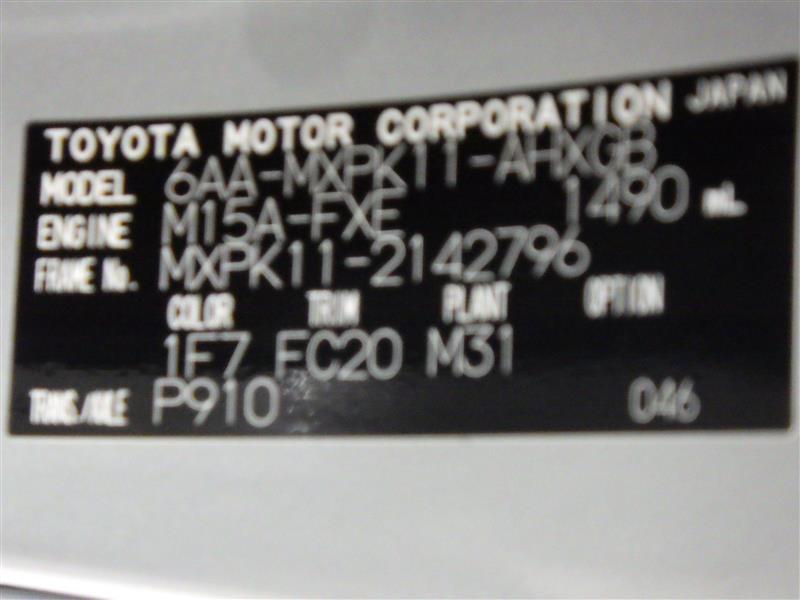 TOYOTA MOTOR CORPORATION JAPAN
MODEL 6AA-MXPK11-AHXGB
ENGINE M15A-FXE 1490 mL
FRAME No. MXPK11-2142796
COLOR TRIM PLANT OPTION
1F7 FC20 M31
TRANS./AXLE P910 046